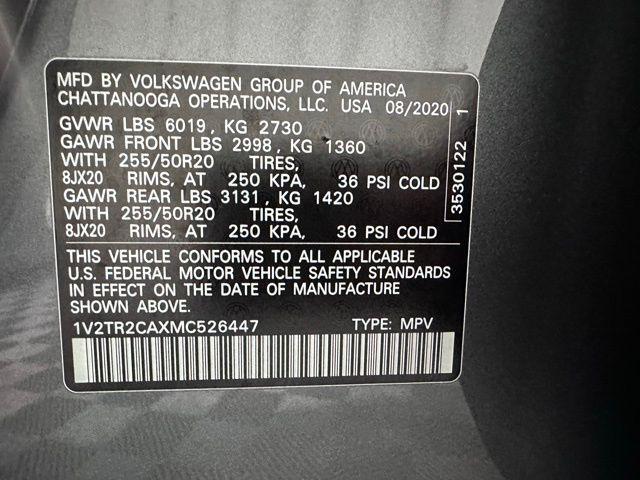 MFD BY VOLKSWAGEN GROUP OF AMERICA
CHATTANOOGA OPERATIONS, LLC. USA 08/2020
GVWR LBS 6019, KG 2730
GAWR FRONT LBS 2998, KG 1360
WITH 255/50R20 TIRES,
8JX20 RIMS, AT 250 KPA, 36 PSI COLD
GAWR REAR LBS 3131, KG 1420
WITH 255/50R20 TIRES,
8JX20 RIMS, AT 250 KPA, 36 PSI COLD
3530122 1
THIS VEHICLE CONFORMS TO ALL APPLICABLE
U.S. FEDERAL MOTOR VEHICLE SAFETY STANDARDS
IN EFFECT ON THE DATE OF MANUFACTURE
SHOWN ABOVE.
1V2TR2CAXMC526447 TYPE: MPV